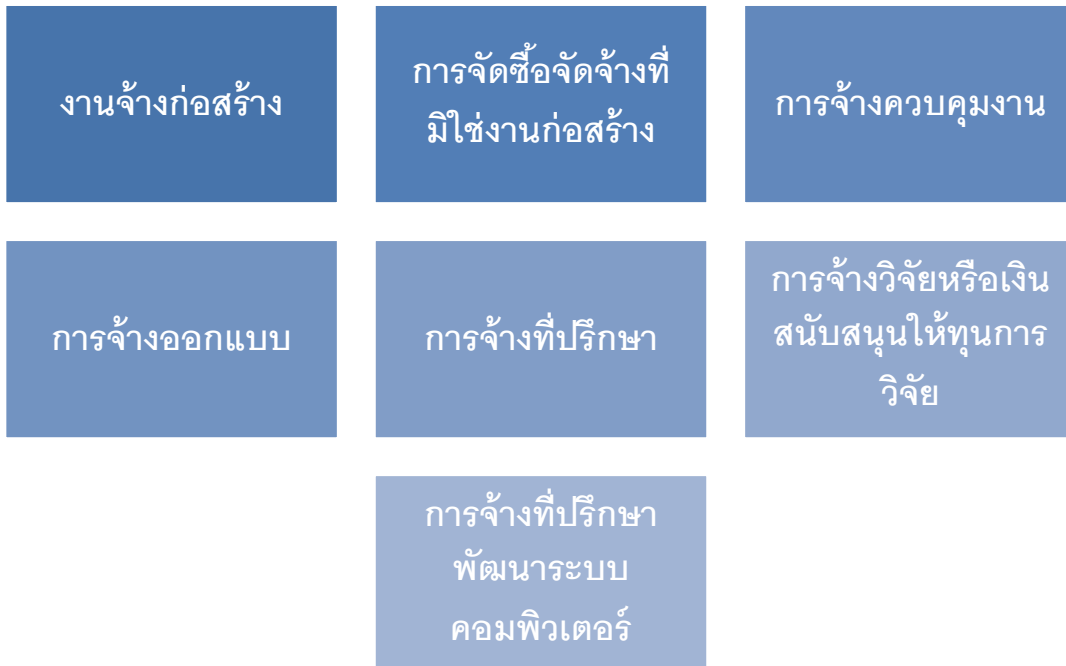 งานจ้างก่อสร้าง
การจัดซื้อจัดจ้างที่
มิใช่งานก่อสร้าง
การจ้างควบคุมงาน
การจ้างออกแบบ
การจ้างที่ปรึกษา
การจ้างวิจัยหรือเงิน
สนับสนุนให้ทุนการ
วิจัย
การจ้างที่ปรึกษา
พัฒนาระบบ
คอมพิวเตอร์